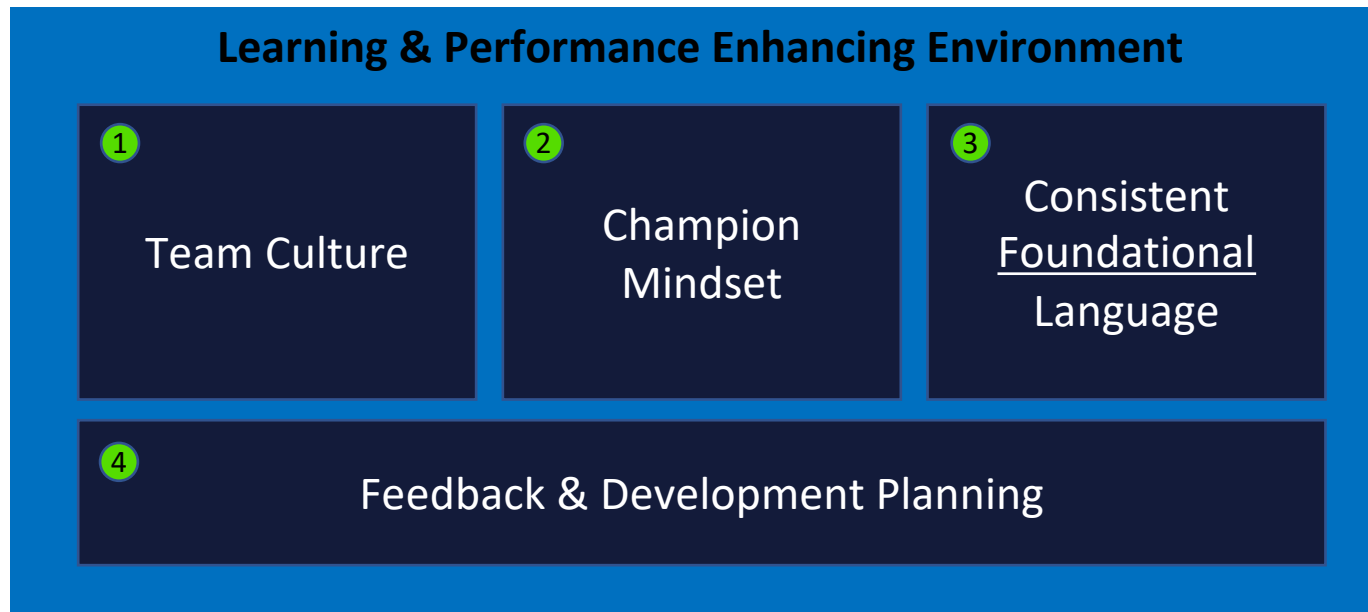 Learning & Performance Enhancing Environment
1
Team Culture
2
Champion
Mindset
3
Consistent
Foundational
Language
4
Feedback & Development Planning